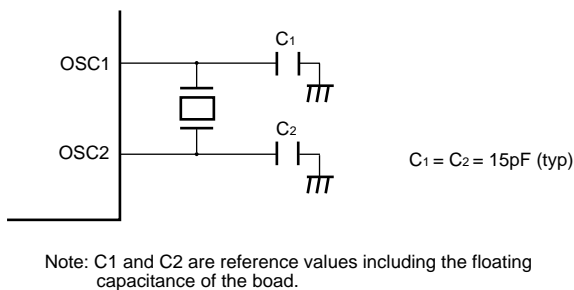 C1
OSC1
C2
OSC2
C1 = C2 = 15pF (typ)
Note: C1 and C2 are reference values including the floating
capacitance of the boad.